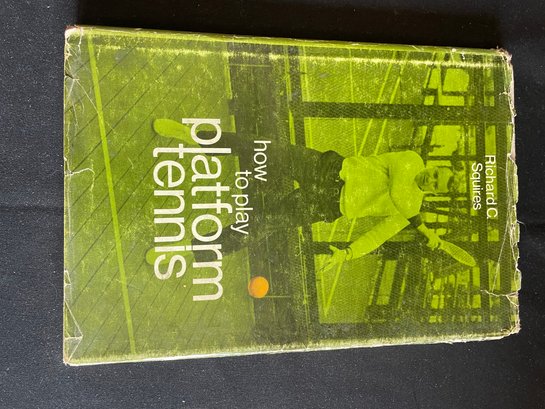 how
to play
platform
tennis
Richard C.
Squires